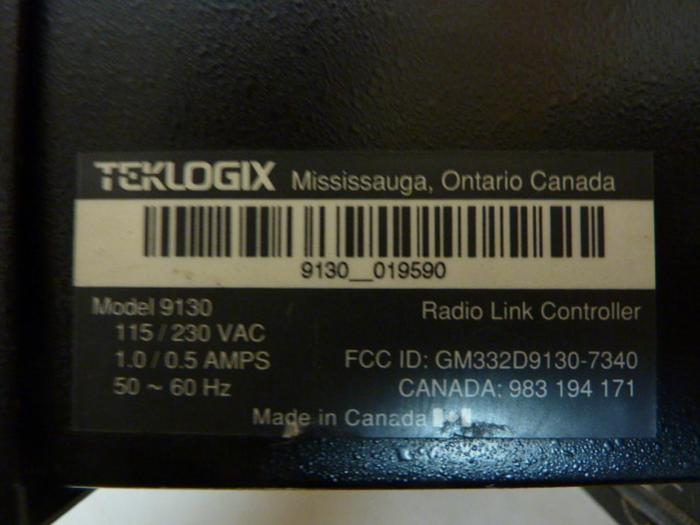 TEKLOGIX Mississauga, Ontario Canada
9130__019590
Model 9130 Radio Link Controller
115 / 230 VAC
1.0 / 0.5 AMPS FCC ID: GM332D9130-7340
50 ~ 60 Hz CANADA: 983 194 171
Made in Canada